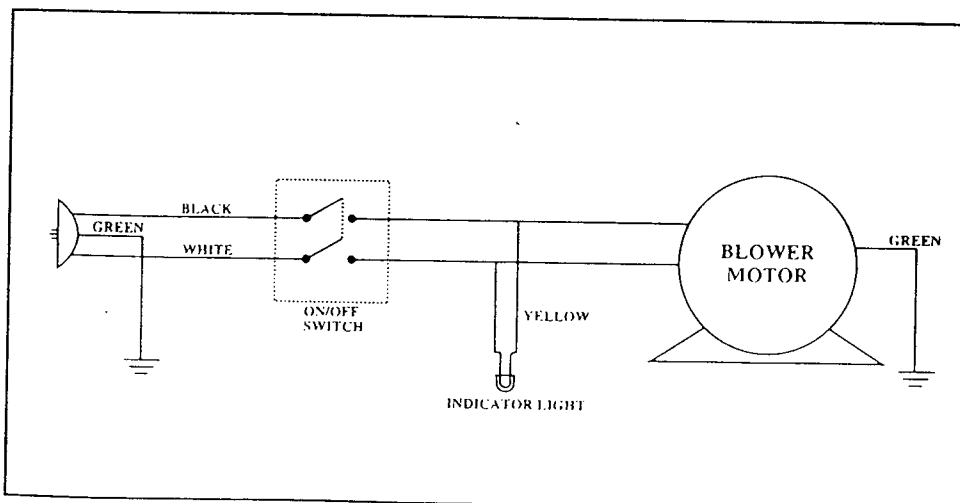 BLACK
GREEN
WHITE
ON/OFF
SWITCH
YELLOW
INDICATOR LIGHT
BLOWER
MOTOR
GREEN